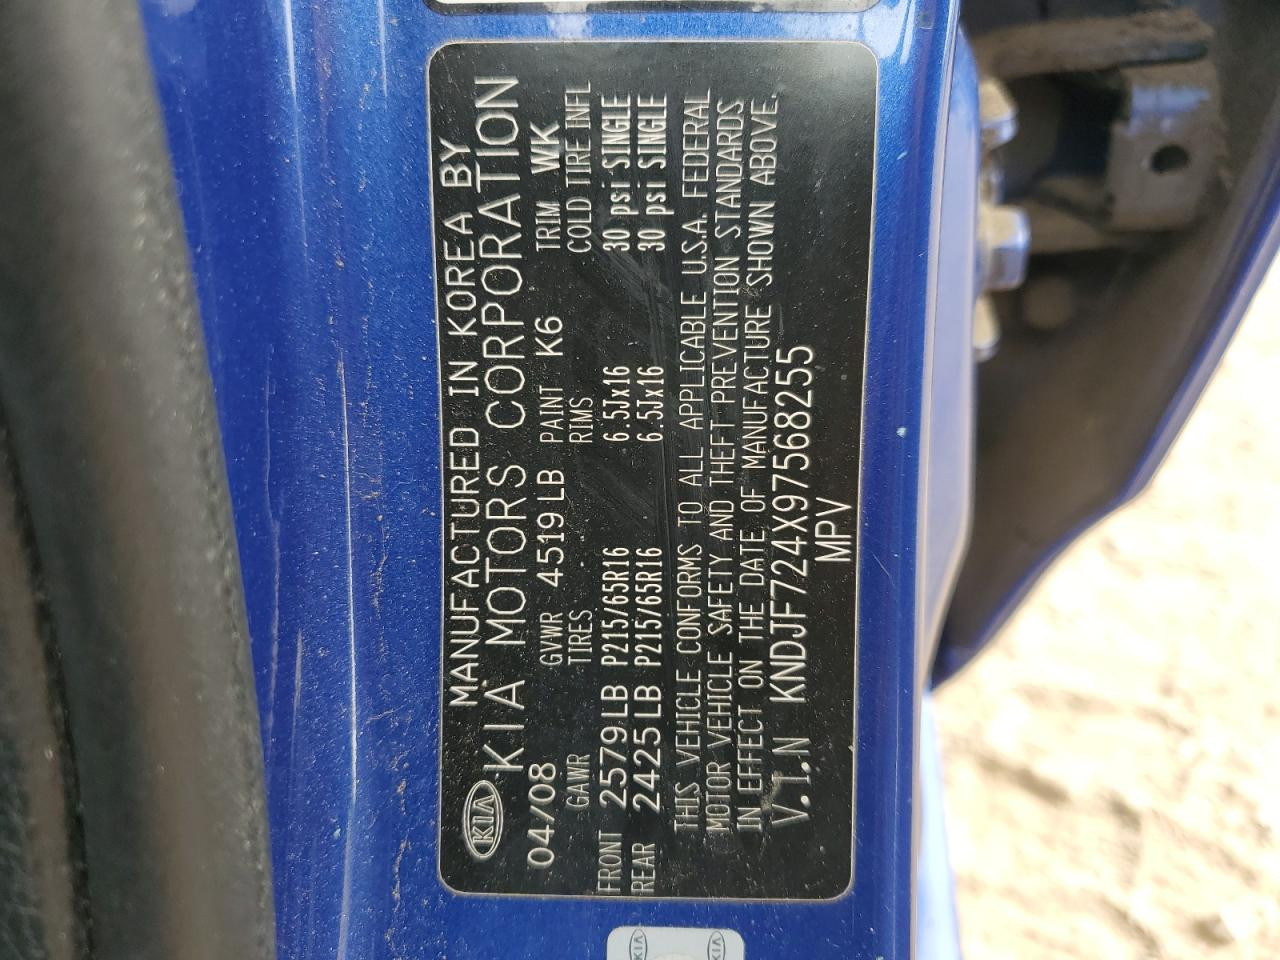 MANUFACTURED IN KOREA BY
KIA KIA MOTORS CORPORATION
04/08 GVWR 4519LB PAINT K6 TRIM WK
GAWR TIRES RIMS COLD TIRE INFL
FRONT 2579LB P215/65R16 6.5Jx16 30 psi SINGLE
REAR 2425LB P215/65R16 6.5Jx16 30 psi SINGLE
THIS VEHICLE CONFORMS TO ALL APPLICABLE U.S.A. FEDERAL
MOTOR VEHICLE SAFETY AND THEFT PREVENTION STANDARDS
IN EFFECT ON THE DATE OF MANUFACTURE SHOWN ABOVE.
V.I.N KNDJF724X97568255
MPV
KIA KIA